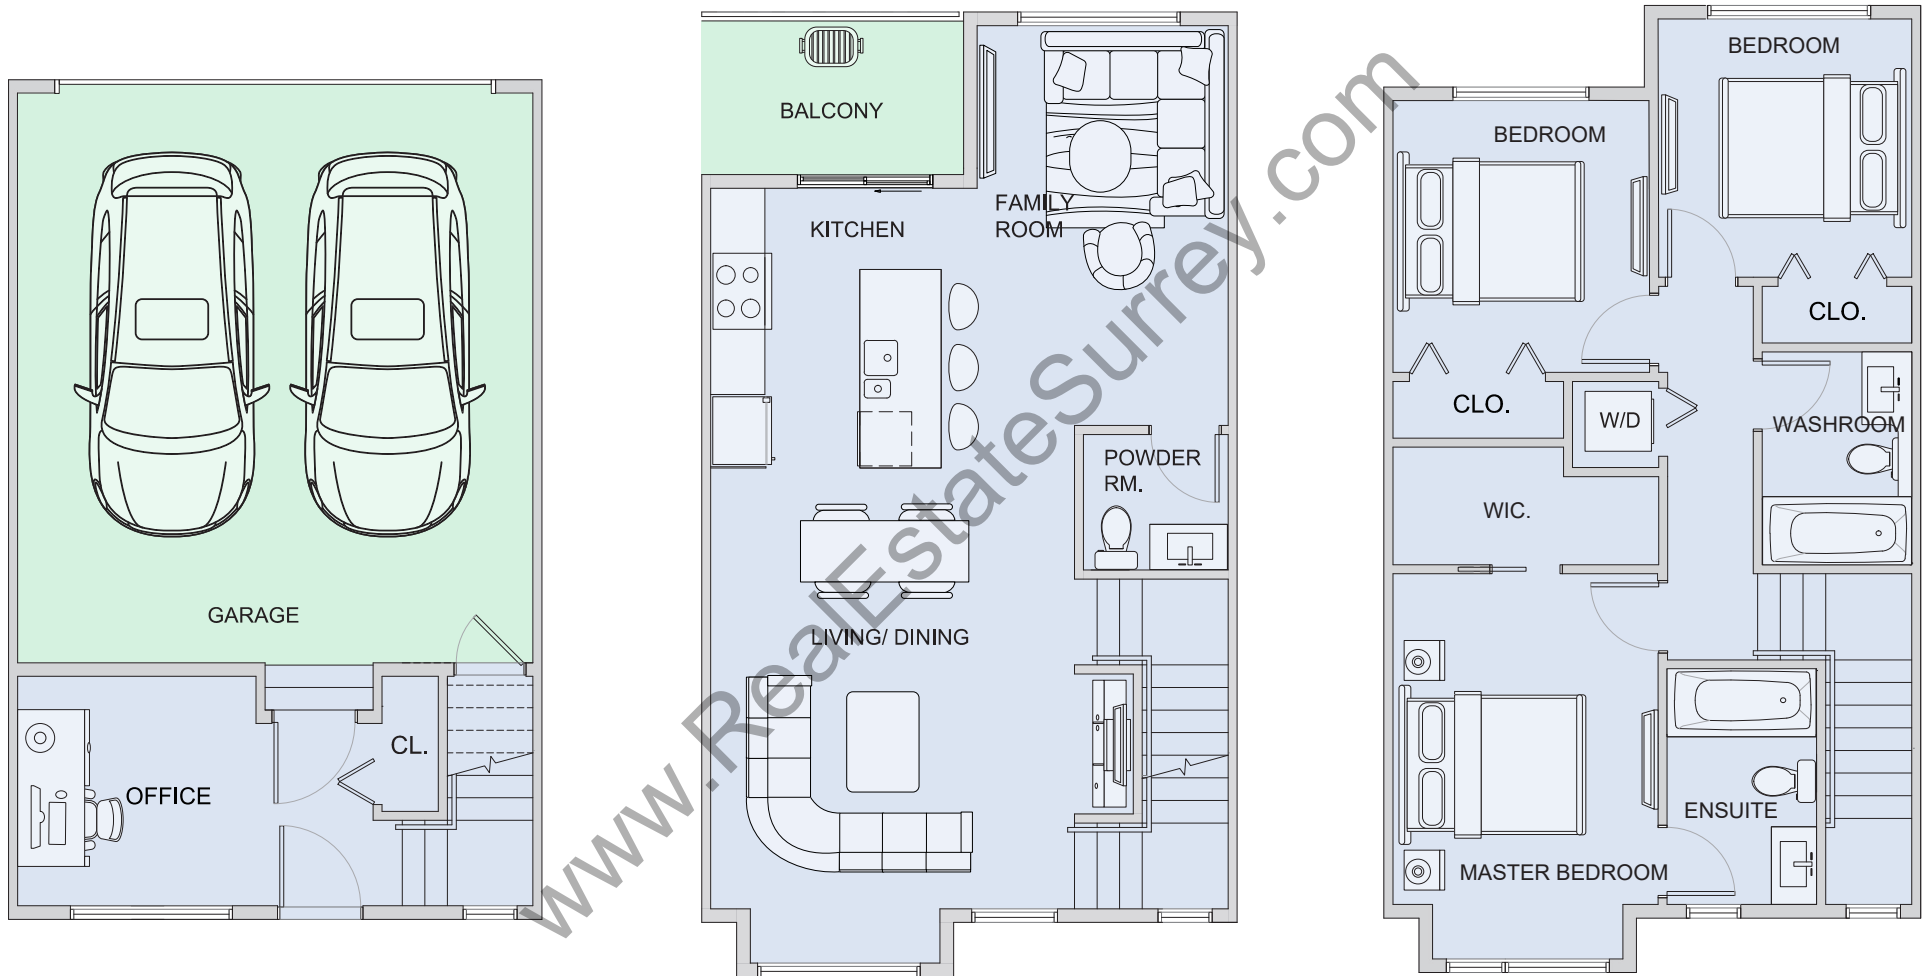 GARAGE
OFFICE
CL.
BALCONY
KITCHEN
FAMILY
ROOM
POWDER
RM.
LIVING/ DINING
BEDROOM
BEDROOM
CLO.
CLO.
W/D
WASHROOM
WIC.
ENSUITE
MASTER BEDROOM
www.RealEstateSurrey.com